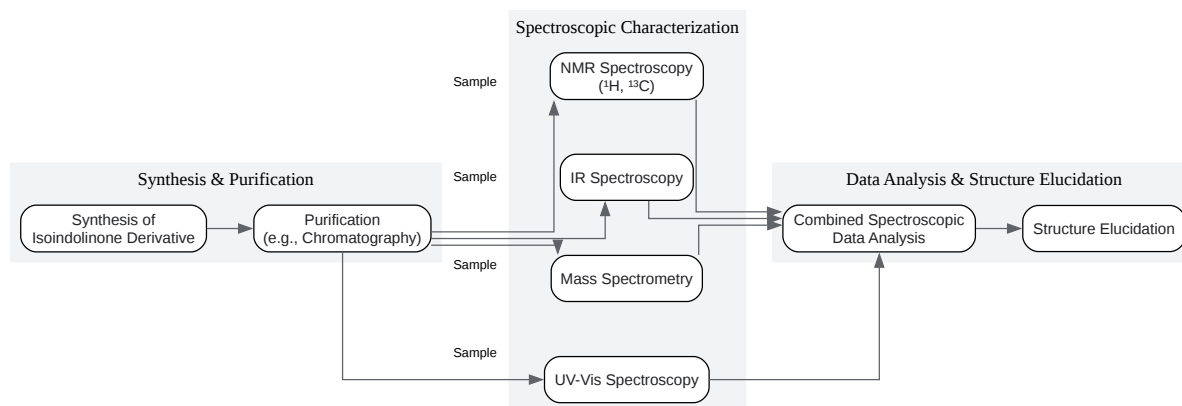 Spectroscopic Characterization
NMR Spectroscopy
(¹H, ¹³C)
Sample
Synthesis & Purification
Sample
IR Spectroscopy
Data Analysis & Structure Elucidation
Synthesis of
Isoindolinone Derivative
Purification
(e.g., Chromatography)
Combined Spectroscopic
Data Analysis
Structure Elucidation
Sample
Mass Spectrometry
Sample
UV-Vis Spectroscopy